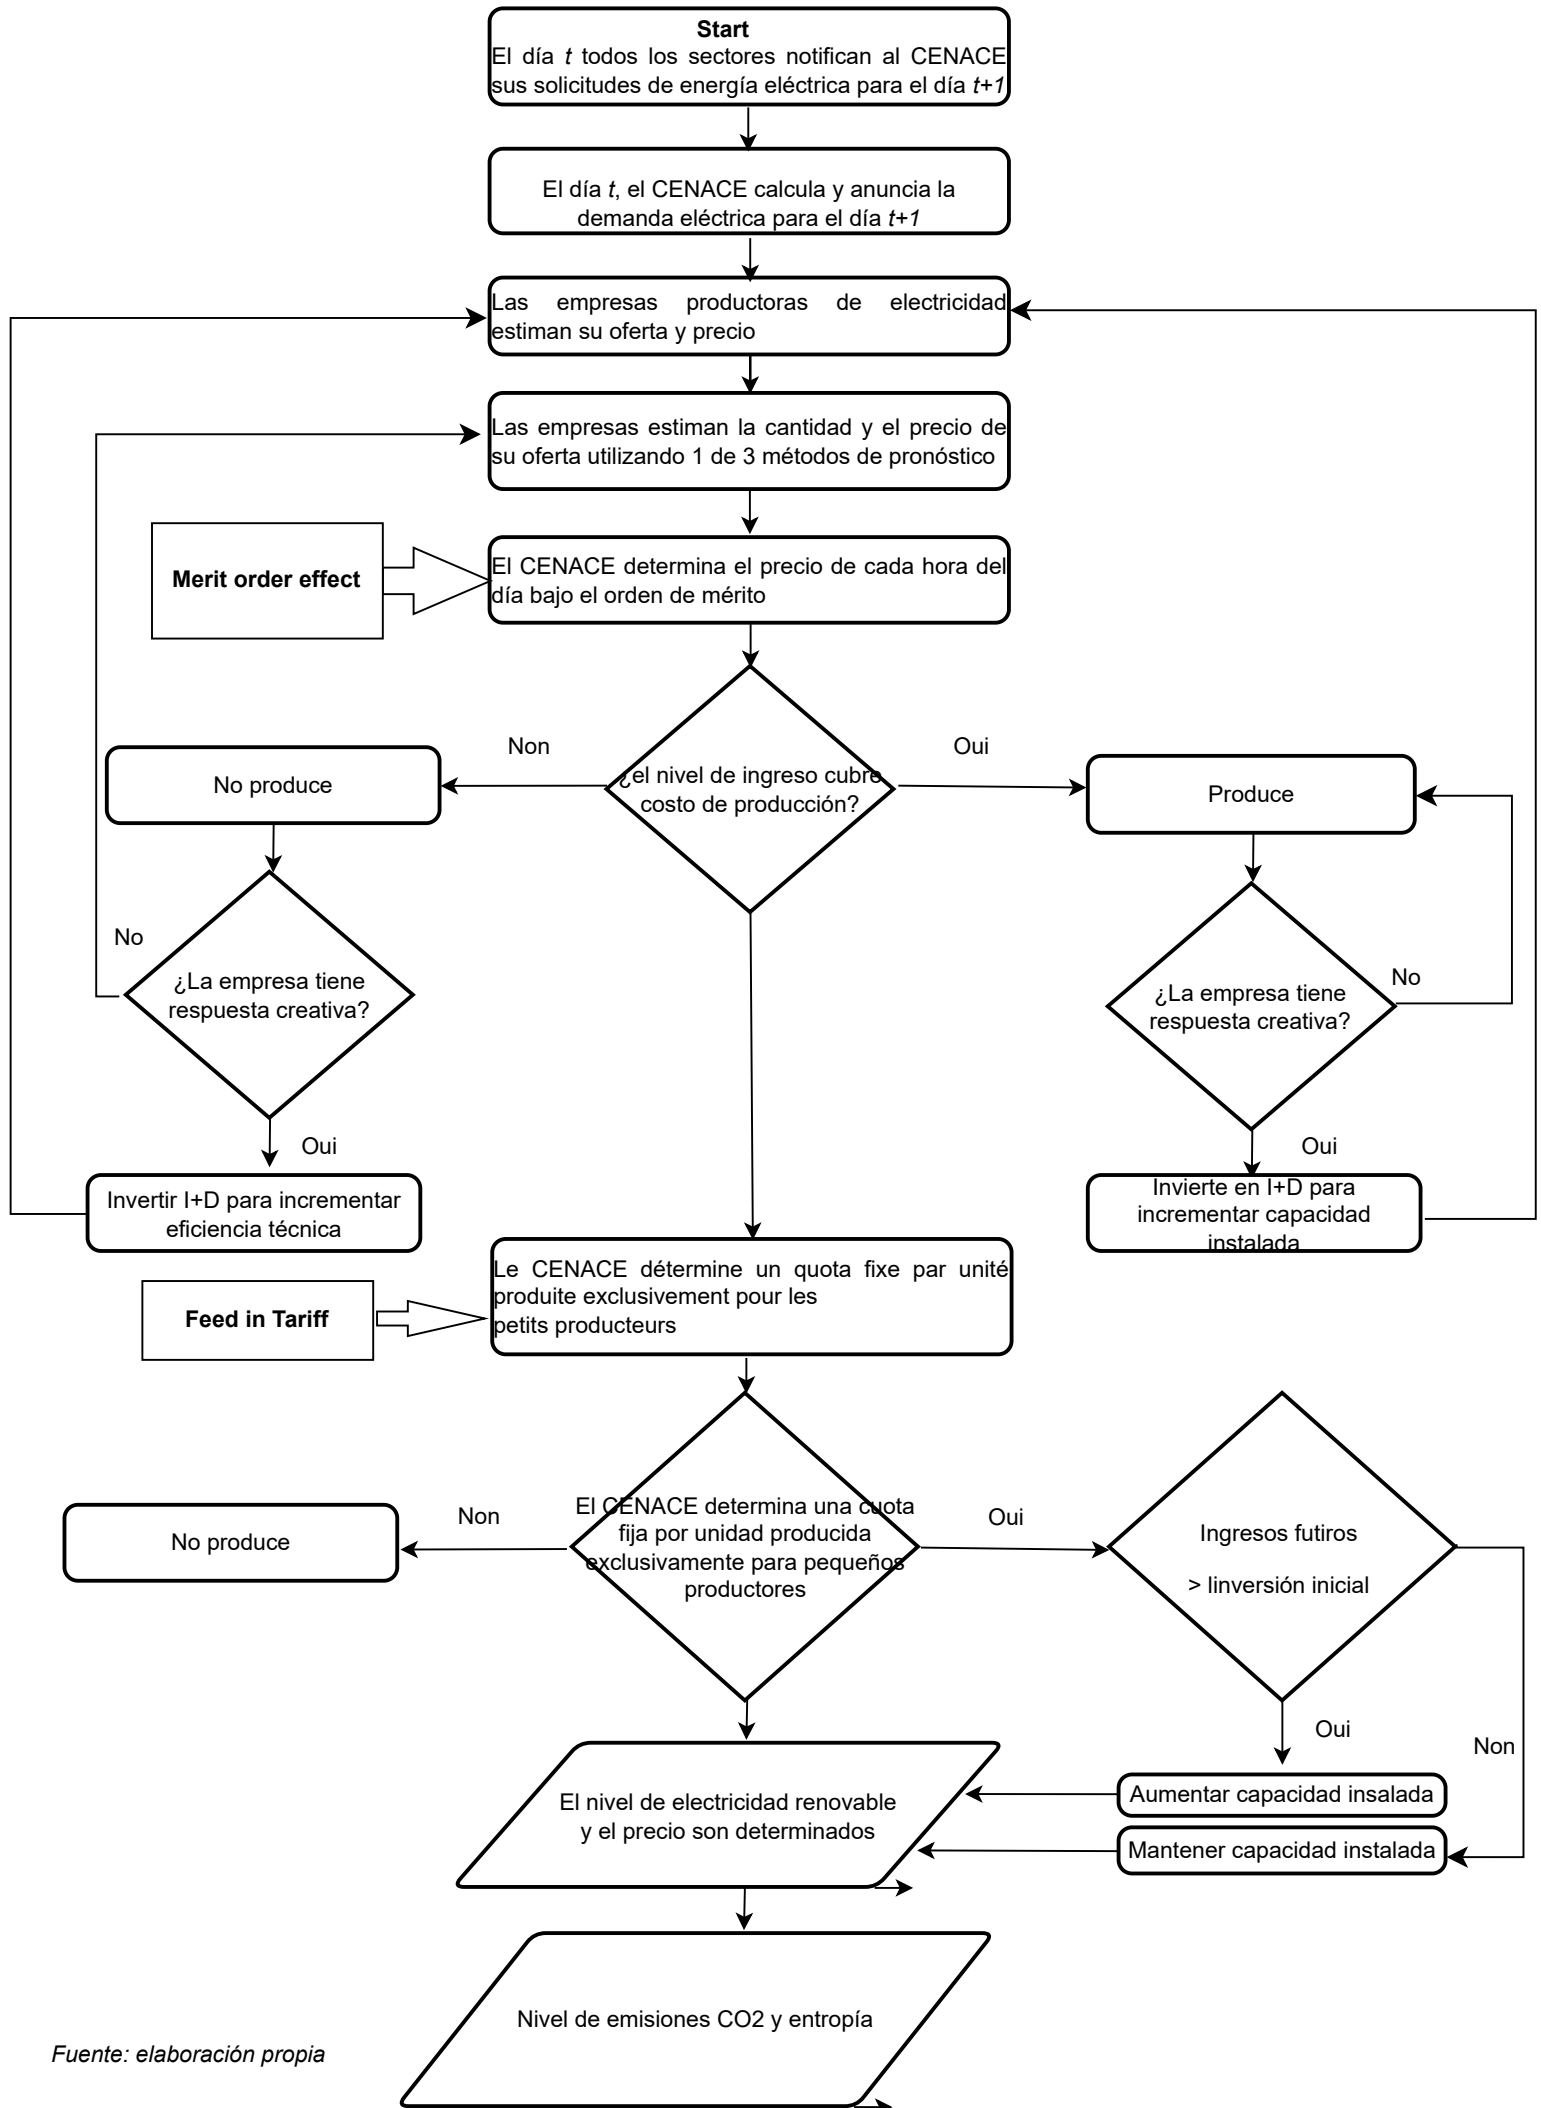 Start
El día t todos los sectores notifican al CENACE
sus solicitudes de energía eléctrica para el día t+1
El día t, el CENACE calcula y anuncia la
demanda eléctrica para el día t+1
Las empresas productoras de electricidad
estiman su oferta y precio
Las empresas estiman la cantidad y el precio de
su oferta utilizando 1 de 3 métodos de pronóstico
Merit order effect
El CENACE determina el precio de cada hora del
día bajo el orden de mérito
Non
Oui
No produce
¿el nivel de ingreso cubre
costo de producción?
Produce
No
¿La empresa tiene
respuesta creativa?
No
¿La empresa tiene
respuesta creativa?
Oui
Oui
Invertir I+D para incrementar
eficiencia técnica
Invierte en I+D para
incrementar capacidad
instalada
Le CENACE détermine un quota fixe par unité
produite exclusivement pour les
petits producteurs
Feed in Tariff
Non
Oui
No produce
El CENACE determina una cuota
fija por unidad producida
exclusivamente para pequeños
productores
Ingresos futiros
> linversión inicial
Oui
Non
Aumentar capacidad insalada
Mantener capacidad instalada
El nivel de electricidad renovable
y el precio son determinados
Nivel de emisiones CO2 y entropía
Fuente: elaboración propia